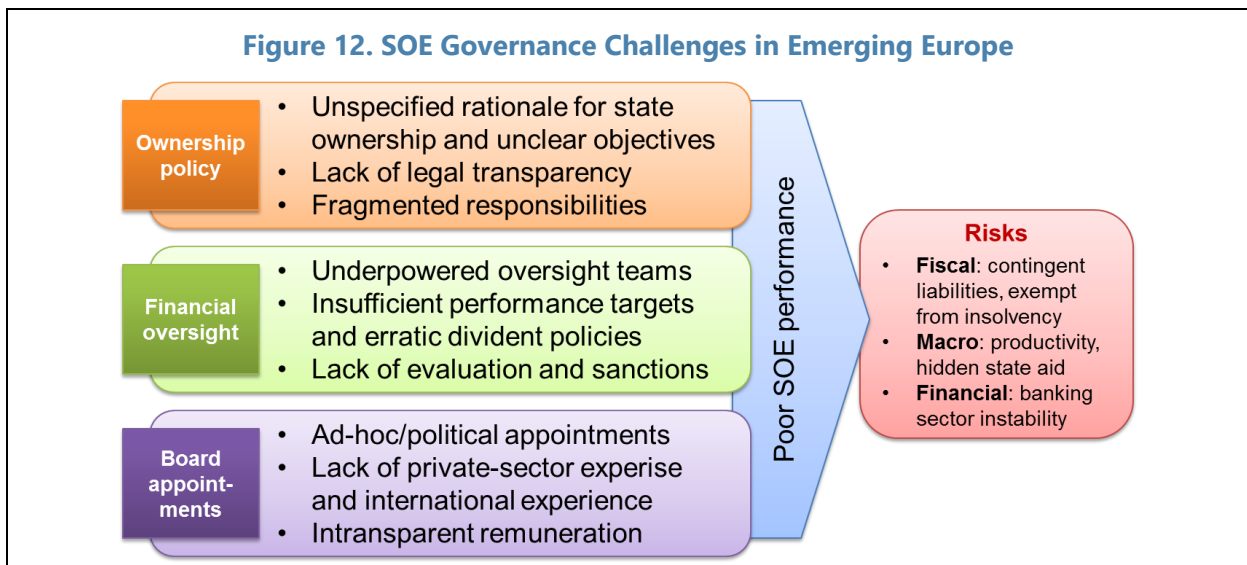 Figure 12. SOE Governance Challenges in Emerging Europe
Ownership
policy
• Unspecified rationale for state
ownership and unclear objectives
• Lack of legal transparency
• Fragmented responsibilities
Financial
oversight
• Underpowered oversight teams
• Insufficient performance targets
and erratic divident policies
• Lack of evaluation and sanctions
Board
appoint-
ments
• Ad-hoc/political appointments
• Lack of private-sector experise
and international experience
• Intransparent remuneration
Poor SOE performance
Risks
• Fiscal: contingent
liabilities, exempt
from insolvency
• Macro: productivity,
hidden state aid
• Financial: banking
sector instability